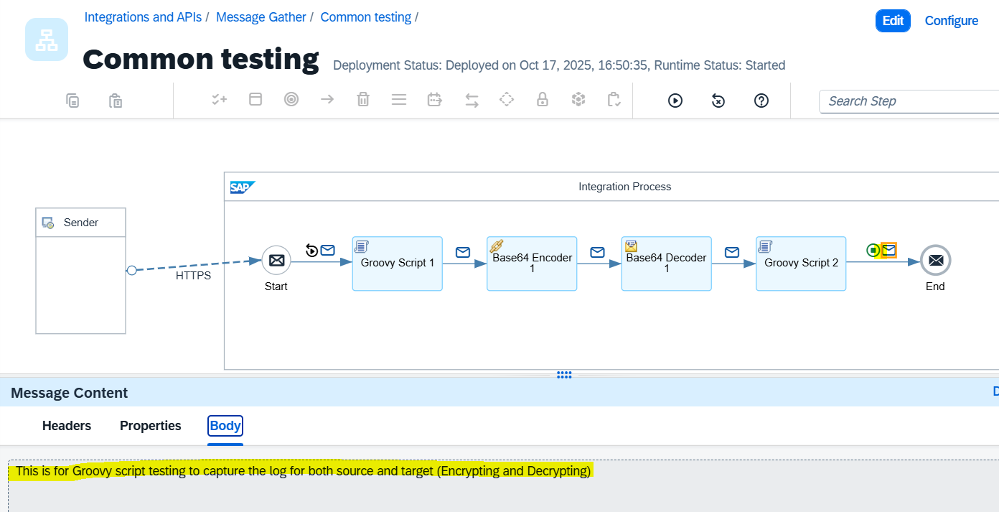 Integrations and APIs / Message Gather / Common testing /
Edit Configure
Common testing Deployment Status: Deployed on Oct 17, 2025, 16:50:35, Runtime Status: Started
Search Step
SAP Integration Process
Sender
HTTPS
Start
Groovy Script 1
Base64 Encoder
1
Base64 Decoder
1
Groovy Script 2
End
Message Content
Headers Properties Body
This is for Groovy script testing to capture the log for both source and target (Encrypting and Decrypting)